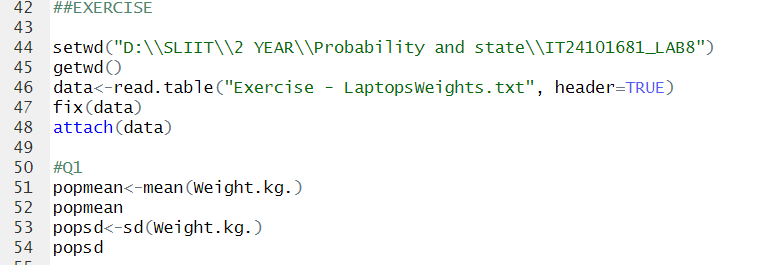 42 ##EXERCISE
43
44 setwd("D:\\SLIIT\\2 YEAR\\Probability and state\\IT24101681_LAB8")
45 getwd()
46 data<-read.table("Exercise - LaptopsWeights.txt", header=TRUE)
47 fix(data)
48 attach(data)
49
50 #Q1
51 popmean<-mean(Weight.kg.)
52 popmean
53 popsd<-sd(Weight.kg.)
54 popsd